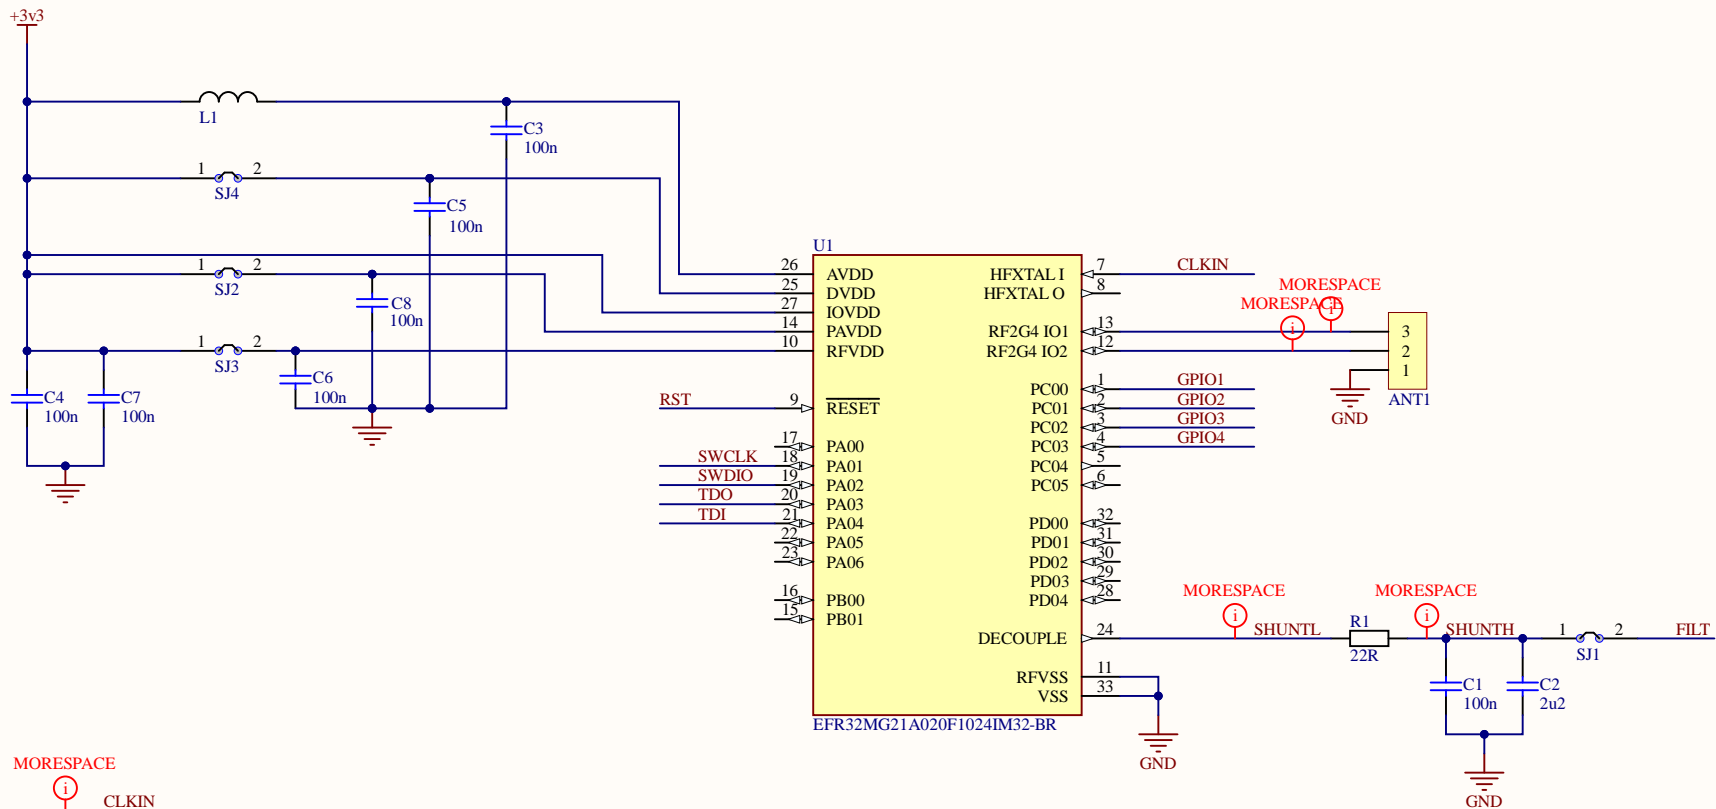 +3v3
L1
C3
100n
1 2
SJ4
C5
100n
1 2
SJ2
C8
100n
1 2
SJ3
C6
100n
C4
100n
C7
100n
U1
26 AVDD
25 DVDD
27 IOVDD
14 PAVDD
10 RFVDD
RST 9 RESET
17 PA00
SWCLK 18 PA01
SWDIO 19 PA02
TDO 20 PA03
TDI 21 PA04
22 PA05
23 PA06
16 PB00
15 PB01
HFXTAL I 7 CLKIN
HFXTAL O 8
RF2G4 IO1 13
RF2G4 IO2 12
PC00 1 GPIO1
PC01 2 GPIO2
PC02 3 GPIO3
PC03 4 GPIO4
PC04 5
PC05 6
PD00 32
PD01 31
PD02 30
PD03 29
PD04 28
DECOUPLE 24
RFVSS 11
VSS 33
EFR32MG21A020F1024IM32-BR
GND
MORESPACE
i
MORESPACE
i
3
2
1
ANT1
GND
MORESPACE
i
SHUNTL
R1
22R
MORESPACE
i
SHUNTH
1 2
SJ1
FILT
C1
100n
C2
2u2
GND
MORESPACE
i
CLKIN